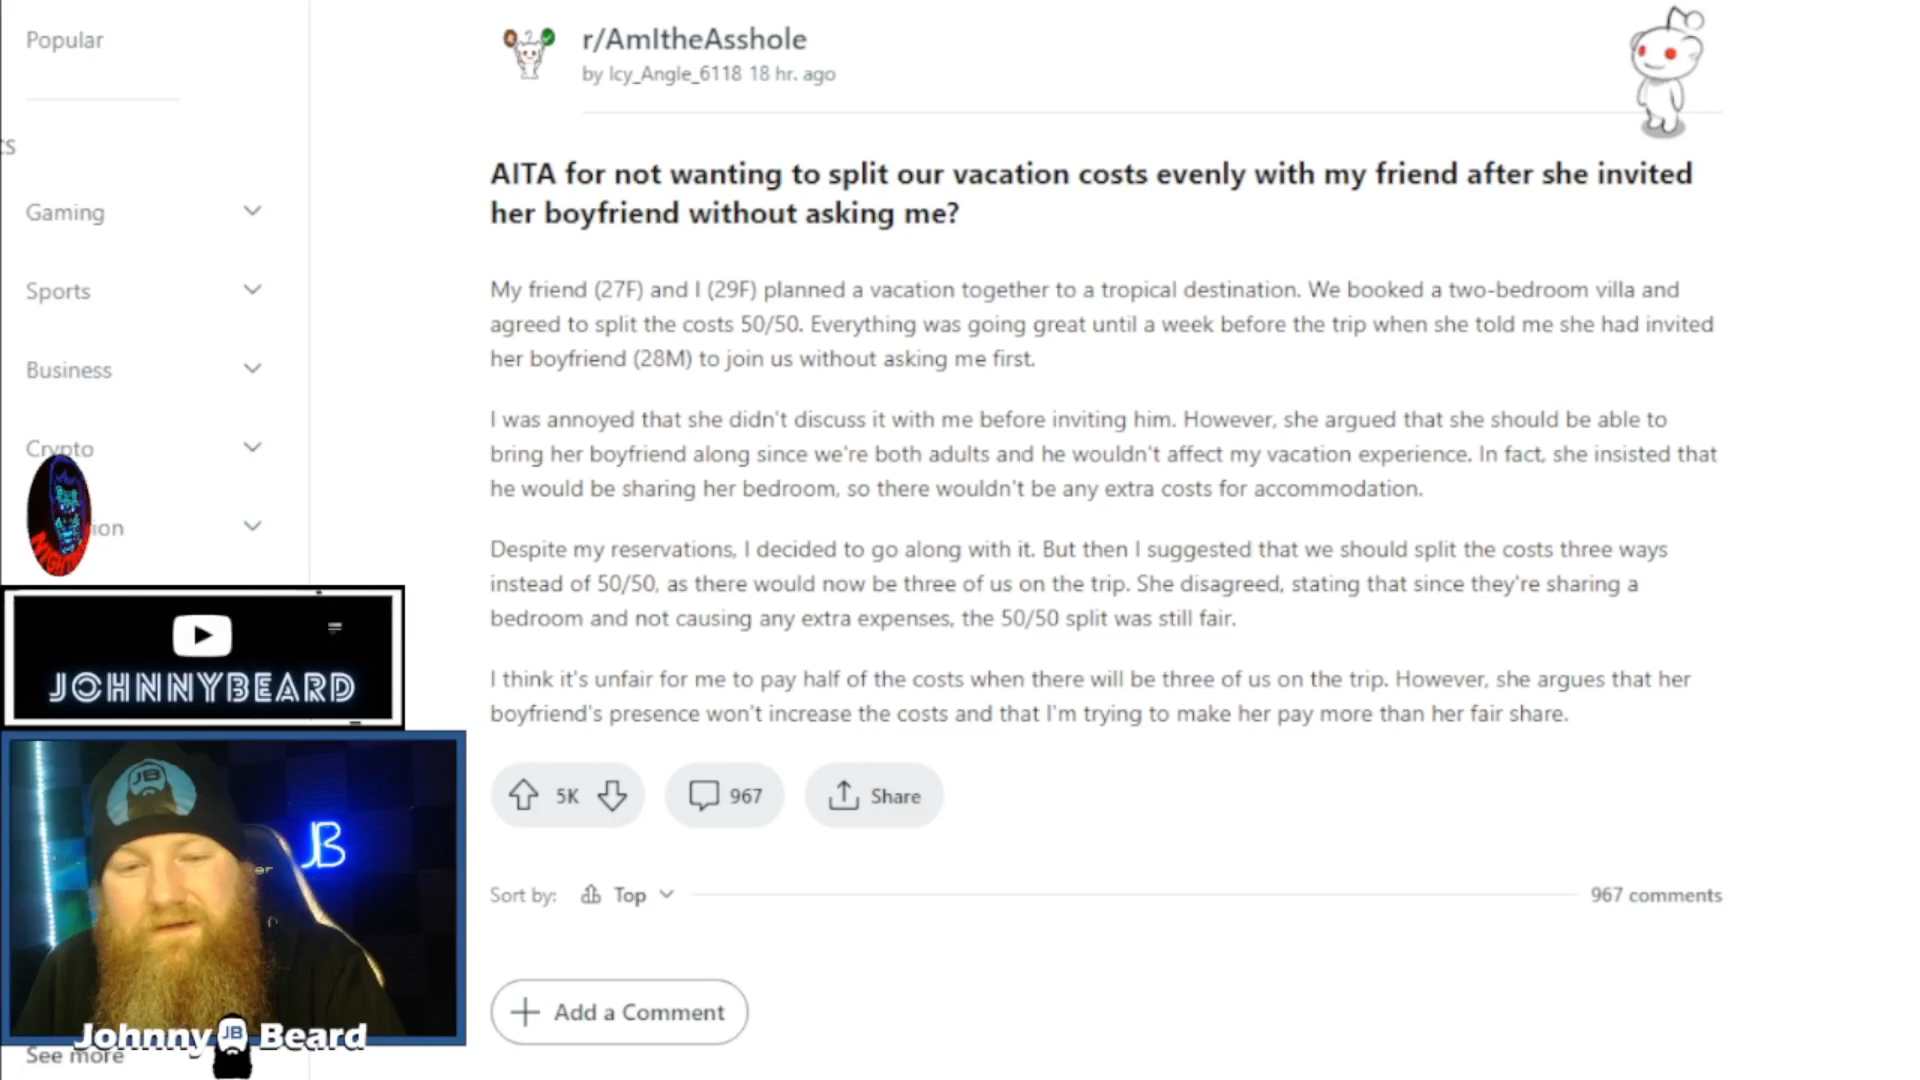 Popular
cs
Gaming
Sports
Business
Crypto
ion
See more
r/AmItheAsshole
by Icy_Angle_6118 18 hr. ago
AITA for not wanting to split our vacation costs evenly with my friend after she invited
her boyfriend without asking me?
My friend (27F) and I (29F) planned a vacation together to a tropical destination. We booked a two-bedroom villa and
agreed to split the costs 50/50. Everything was going great until a week before the trip when she told me she had invited
her boyfriend (28M) to join us without asking me first.
I was annoyed that she didn't discuss it with me before inviting him. However, she argued that she should be able to
bring her boyfriend along since we're both adults and he wouldn't affect my vacation experience. In fact, she insisted that
he would be sharing her bedroom, so there wouldn't be any extra costs for accommodation.
Despite my reservations, I decided to go along with it. But then I suggested that we should split the costs three ways
instead of 50/50, as there would now be three of us on the trip. She disagreed, stating that since they're sharing a
bedroom and not causing any extra expenses, the 50/50 split was still fair.
I think it's unfair for me to pay half of the costs when there will be three of us on the trip. However, she argues that her
boyfriend's presence won't increase the costs and that I'm trying to make her pay more than her fair share.
5K
967
Share
Sort by: Top
967 comments
Add a Comment
JOHNNYBEARD
JB
JB
er
Johnny JB Beard